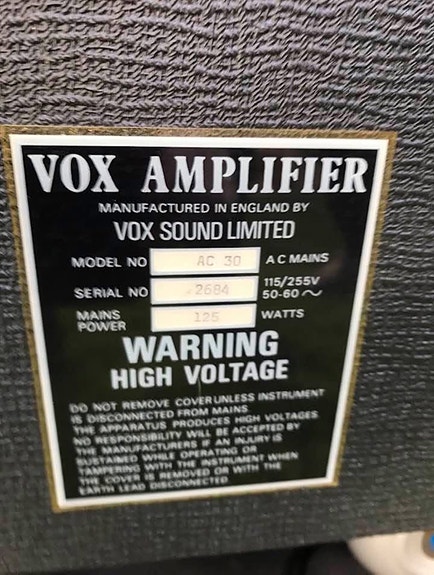 VOX AMPLIFIER
MANUFACTURED IN ENGLAND BY
VOX SOUND LIMITED
MODEL NO AC 30 A C MAINS
SERIAL NO 2684 115/255V 50-60 ~
MAINS POWER 125 WATTS
WARNING
HIGH VOLTAGE
DO NOT REMOVE COVER UNLESS INSTRUMENT
IS DISCONNECTED FROM MAINS
THE APPARATUS PRODUCES HIGH VOLTAGES
NO RESPONSIBILITY WILL BE ACCEPTED BY
THE MANUFACTURERS IF AN INJURY IS
SUSTAINED WHILE OPERATING OR
TAMPERING WITH THE INSTRUMENT WHEN
THE COVER IS REMOVED OR WITH THE
EARTH LEAD DISCONNECTED